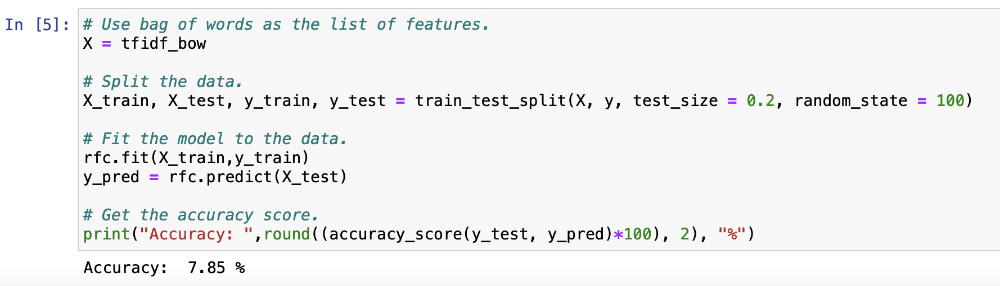 In [5]:
# Use bag of words as the list of features.
X = tfidf_bow
# Split the data.
X_train, X_test, y_train, y_test = train_test_split(X, y, test_size = 0.2, random_state = 100)
# Fit the model to the data.
rfc.fit(X_train,y_train)
y_pred = rfc.predict(X_test)
# Get the accuracy score.
print("Accuracy: ",round((accuracy_score(y_test, y_pred)*100), 2), "%")
Accuracy:  7.85 %